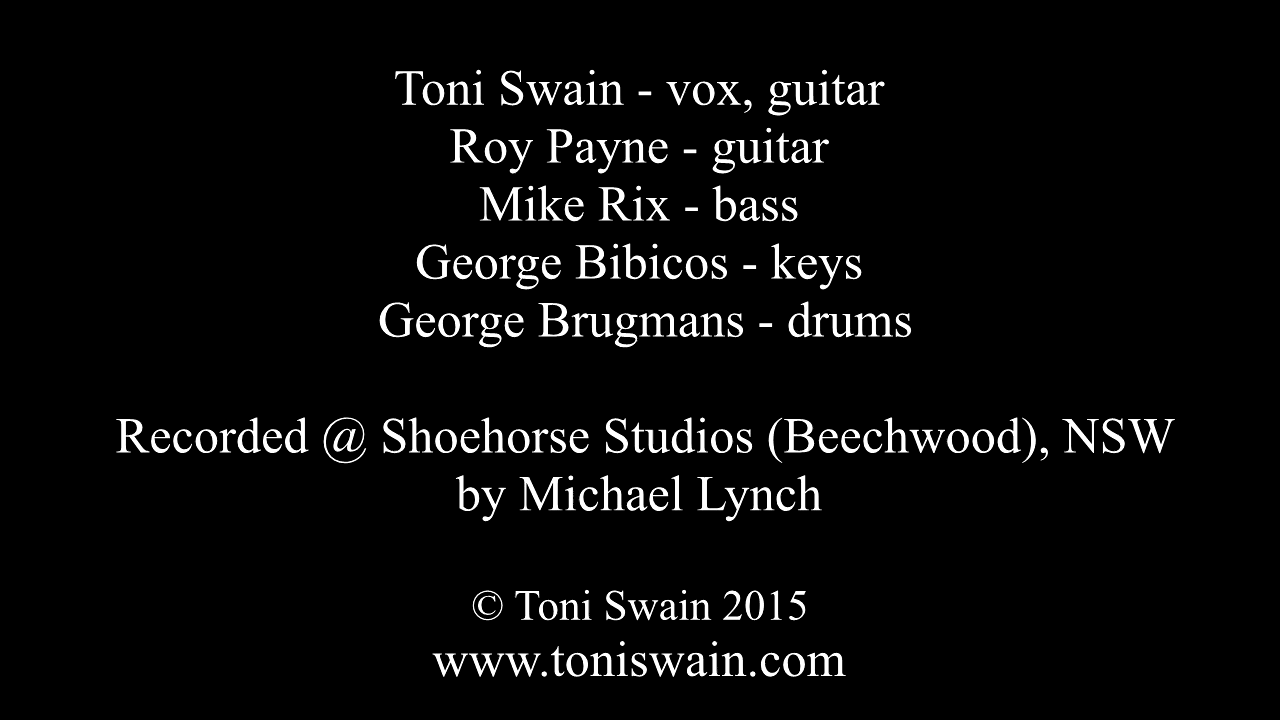 Toni Swain - vox, guitar
Roy Payne - guitar
Mike Rix - bass
George Bibicos - keys
George Brugmans - drums
Recorded @ Shoehorse Studios (Beechwood), NSW
by Michael Lynch
© Toni Swain 2015
www.toniswain.com